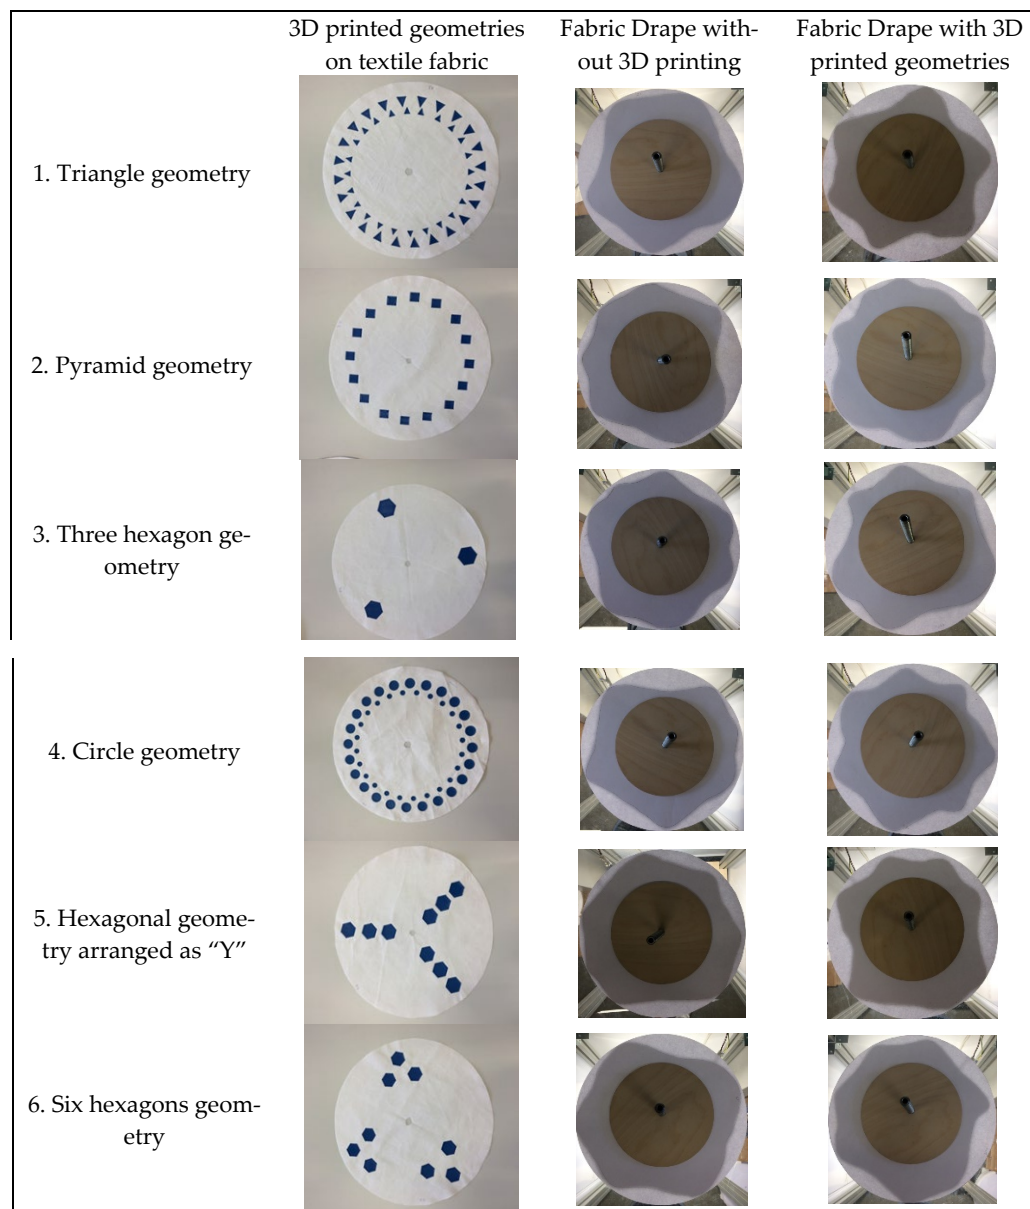 3D printed geometries
on textile fabric
Fabric Drape with-
out 3D printing
Fabric Drape with 3D
printed geometries
1. Triangle geometry
2. Pyramid geometry
3. Three hexagon ge-
ometry
4. Circle geometry
5. Hexagonal geome-
try arranged as “Y”
6. Six hexagons geom-
etry